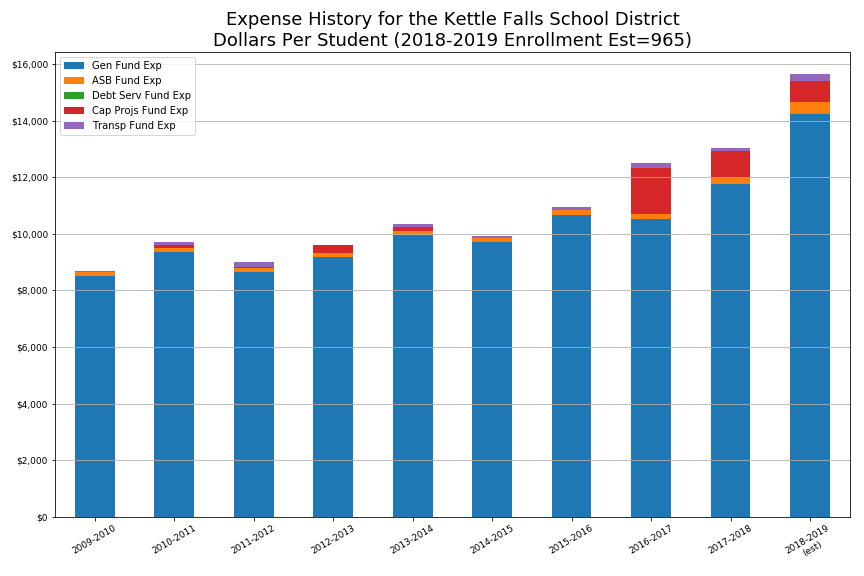 Expense History for the Kettle Falls School District
Dollars Per Student (2018-2019 Enrollment Est=965)
Gen Fund Exp
ASB Fund Exp
Debt Serv Fund Exp
Cap Projs Fund Exp
Transp Fund Exp
$16,000
$14,000
$12,000
$10,000
$8,000
$6,000
$4,000
$2,000
$0
2009-2010
2010-2011
2011-2012
2012-2013
2013-2014
2014-2015
2015-2016
2016-2017
2017-2018
2018-2019
(est)